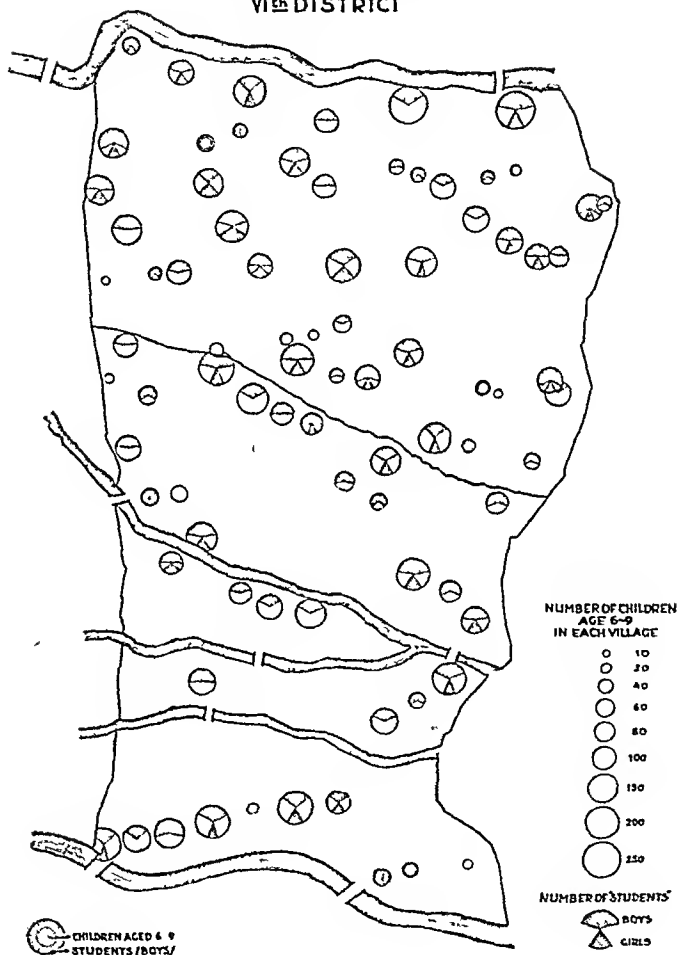 VIth DISTRICT
NUMBER OF CHILDREN
AGE 6-9
IN EACH VILLAGE
10
20
40
60
80
100
150
200
250
NUMBER OF "STUDENTS"
BOYS
GIRLS
CHILDREN AGED 6 9
STUDENTS/BOYS/